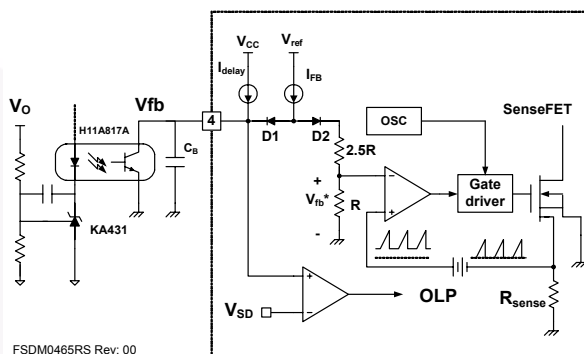 Vcc
Vref
Idelay
IFB
Vo
Vfb
H11A817A
4
SenseFET
D1
D2
OSC
CB
2.5R
+
Vfb*
-
R
−
+
Gate
driver
KA431
+
−
VSD
OLP
Rsense
FSDM0465RS Rev: 00